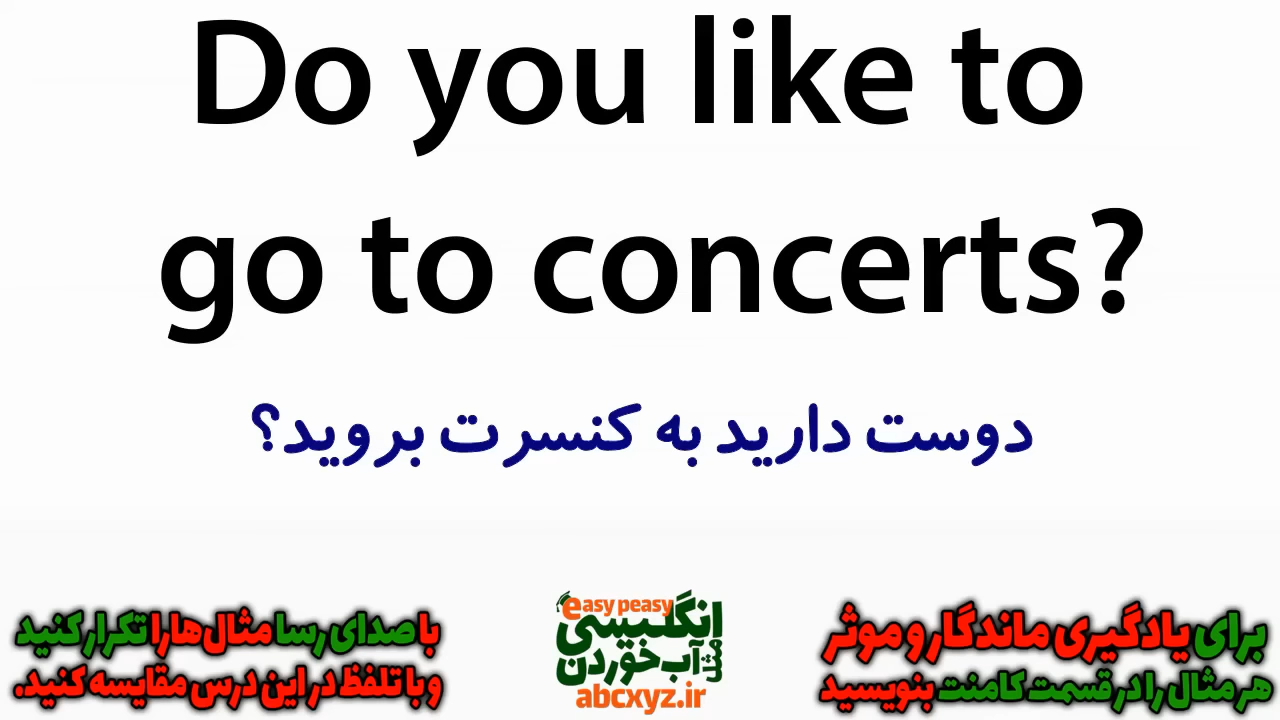 Do you like to
go to concerts?
دوست دارید به کنسرت بروید؟
برای یادگیری ماندگار و موثر
هر مثال را در قسمت کامنت بنویسید
easy peasy
انگلیسی
مثل
آب خوردن
abcxyz.ir
با صدای رسا مثال‌ها را تکرار کنید
و با تلفظ در این درس مقایسه کنید.